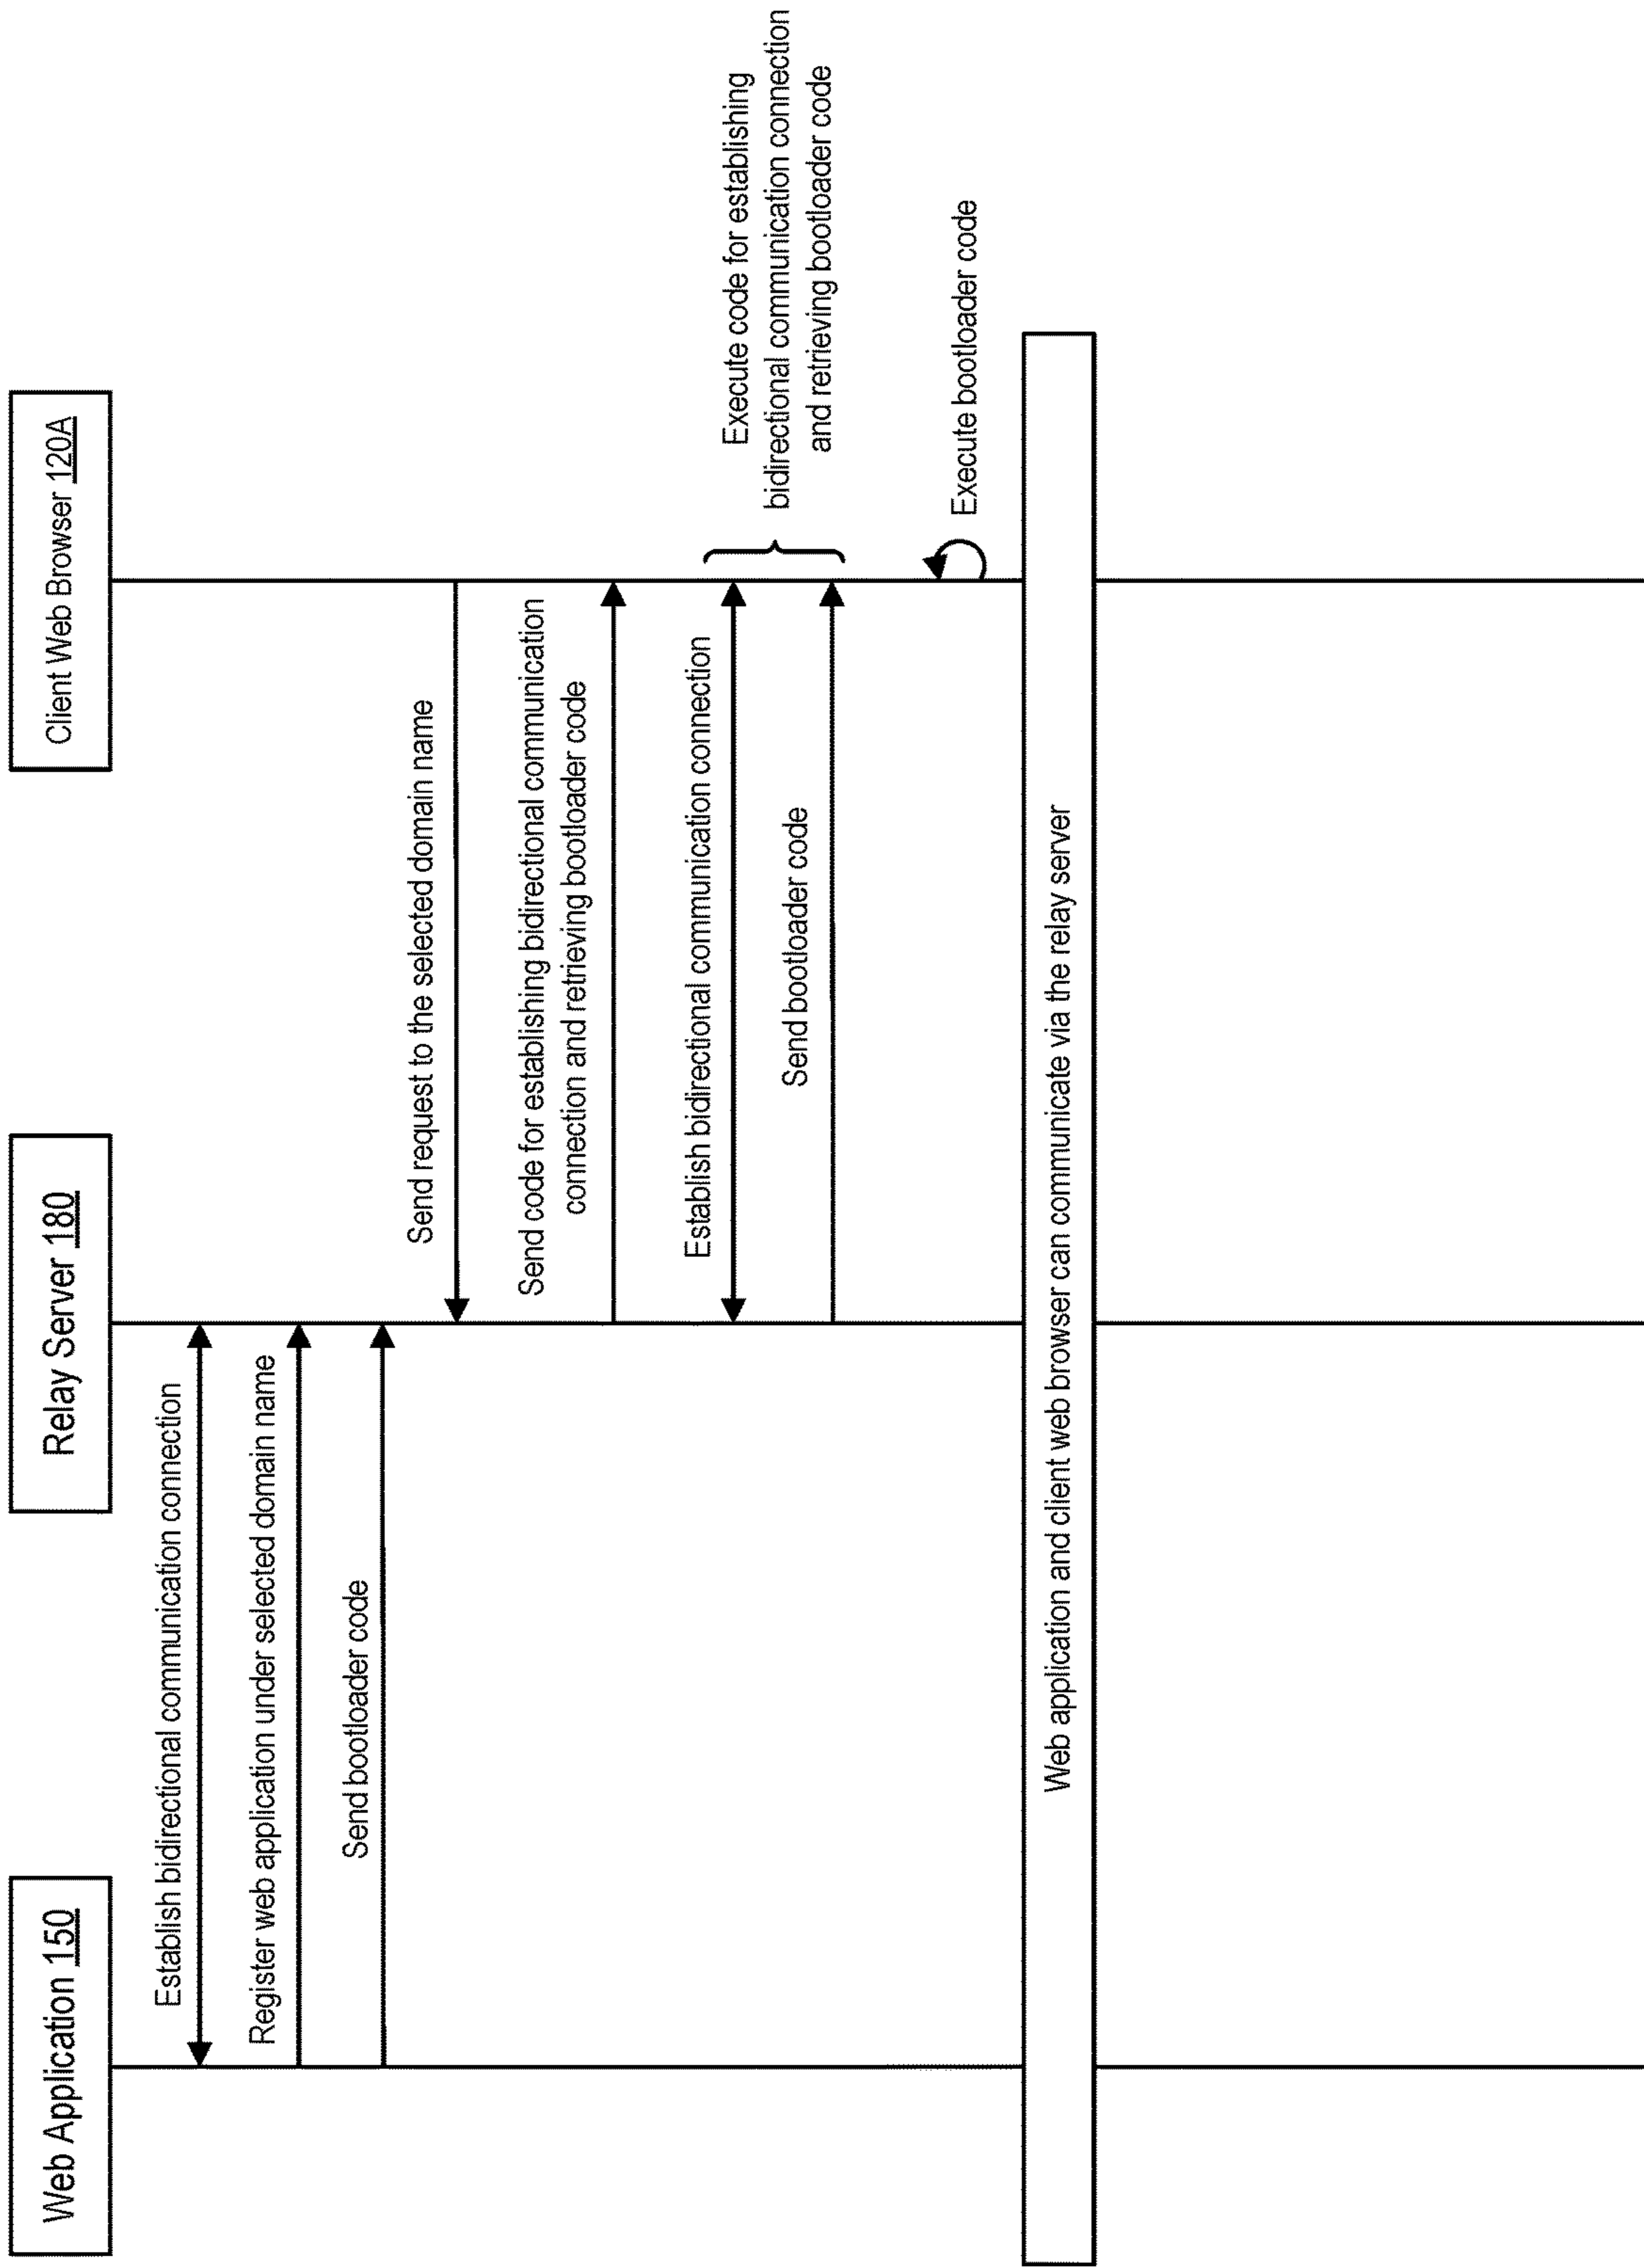 Web Application 150
Relay Server 180
Client Web Browser 120A
Establish bidirectional communication connection
Register web application under selected domain name
Send bootloader code
Send request to the selected domain name
Send code for establishing bidirectional communication
connection and retrieving bootloader code
Establish bidirectional communication connection
Send bootloader code
Execute code for establishing
bidirectional communication connection
and retrieving bootloader code
Execute bootloader code
Web application and client web browser can communicate via the relay server